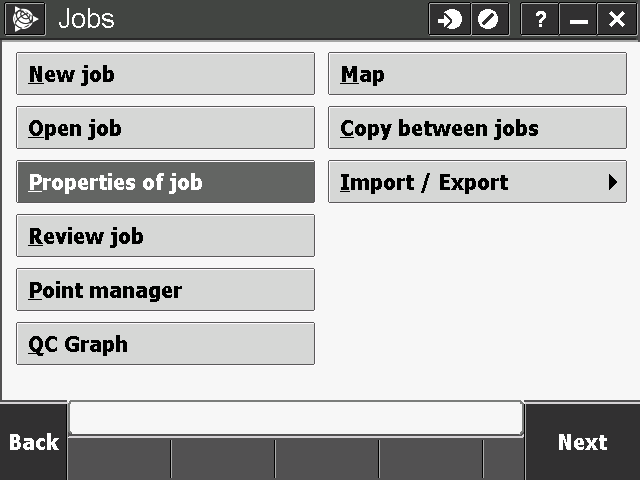 Jobs
?
New job
Map
Open job
Copy between jobs
Properties of job
Import / Export
Review job
Point manager
QC Graph
Back
Next